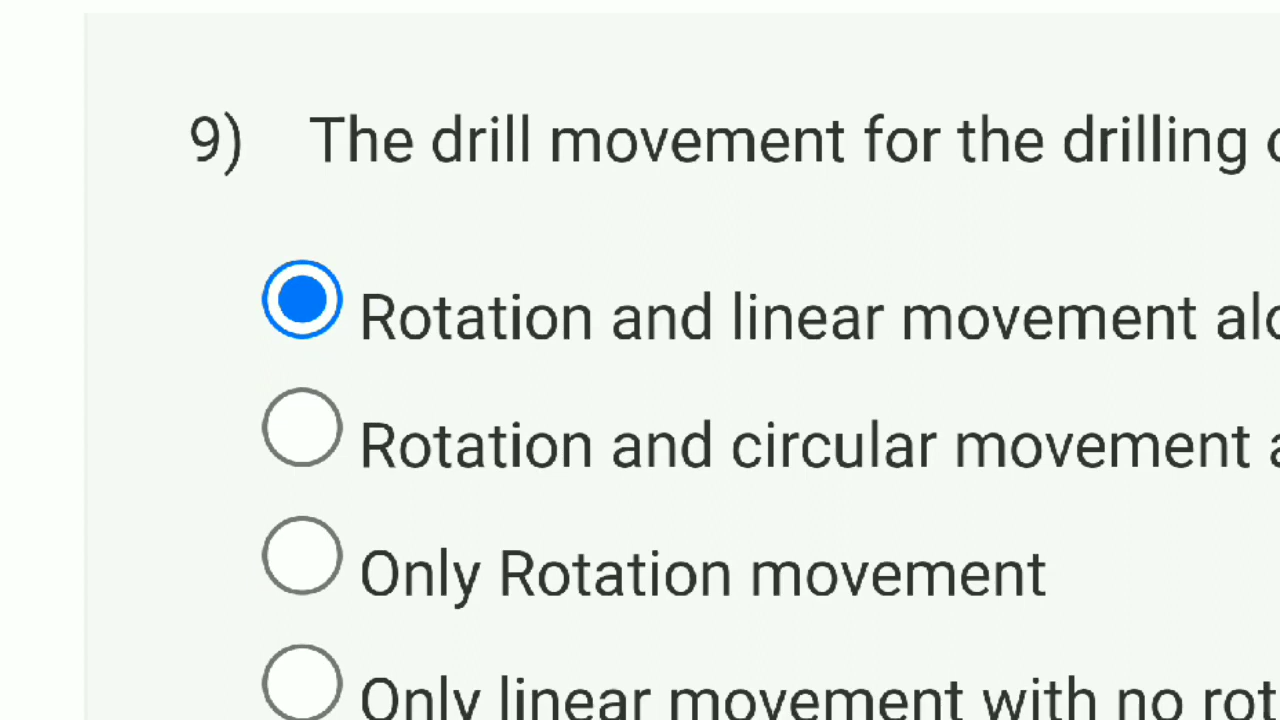 9) The drill movement for the drilling
Rotation and linear movement
Rotation and circular movement
Only Rotation movement
Only linear movement with no